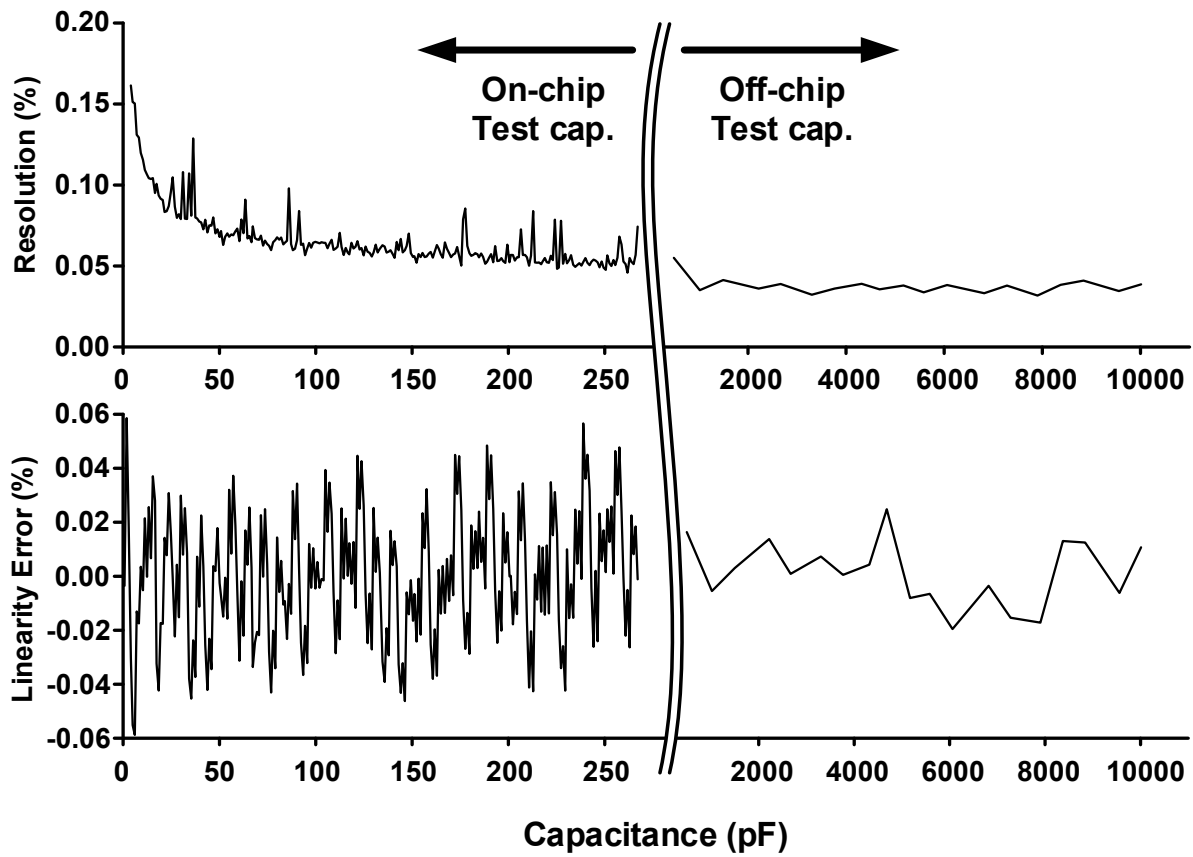 Resolution (%)
0.20
0.15
0.10
0.05
0.00
On-chip
Test cap.
Off-chip
Test cap.
0 50 100 150 200 250 2000 4000 6000 8000 10000
Linearity Error (%)
0.06
0.04
0.02
0.00
-0.02
-0.04
-0.06
0 50 100 150 200 250 2000 4000 6000 8000 10000
Capacitance (pF)